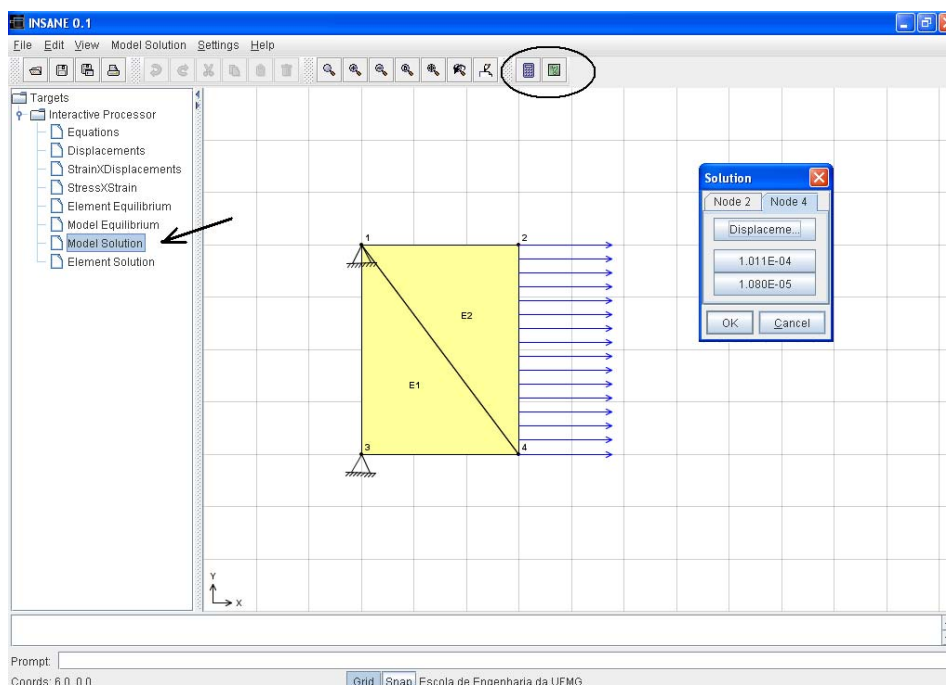 INSANE 0.1
File Edit View Model Solution Settings Help
Targets
Interactive Processor
Equations
Displacements
StrainXDisplacements
StressXStrain
Element Equilibrium
Model Equilibrium
Model Solution
Element Solution
1
2
E2
E1
3
4
Y
X
Solution
Node 2 Node 4
Displaceme...
1.011E-04
1.080E-05
OK Cancel
Prompt:
Coords: 6.0, 0.0 Grid Snap Escola de Engenharia da UFMG